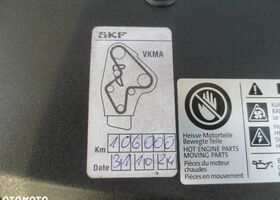 SKF
VKMA
Km 106000
Date 31 10 24
Heisse Motorteile
Bewegte Teile
HOT ENGINE PARTS
MOVING PARTS
Pièces du moteur
chaudes
Pièces en mouvement
OTOMOTO